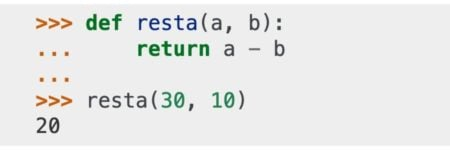 >>> def resta(a, b):
...     return a - b
...
>>> resta(30, 10)
20